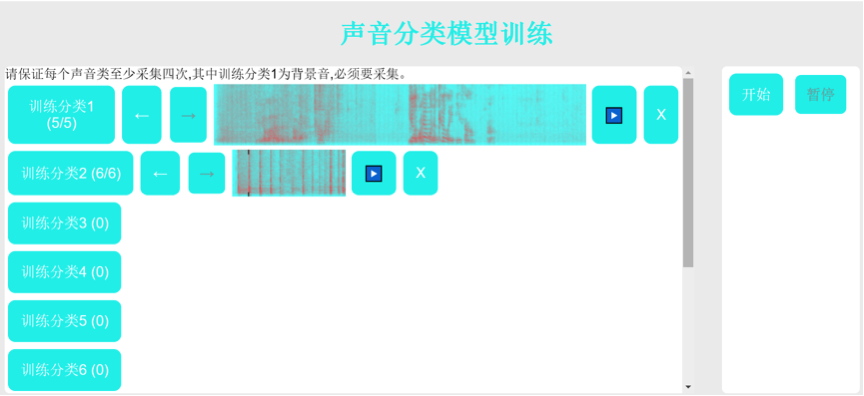 声音分类模型训练
请保证每个声音类至少采集四次,其中训练分类1为背景音,必须要采集。
训练分类1
(5/5)
←
→
X
训练分类2 (6/6)
←
→
X
训练分类3 (0)
训练分类4 (0)
训练分类5 (0)
训练分类6 (0)
开始
暂停